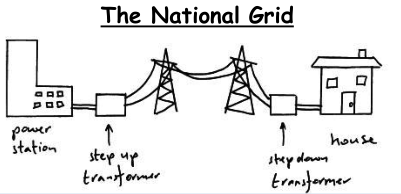 The National Grid
power
station
step up
transformer
step down
transformer
house